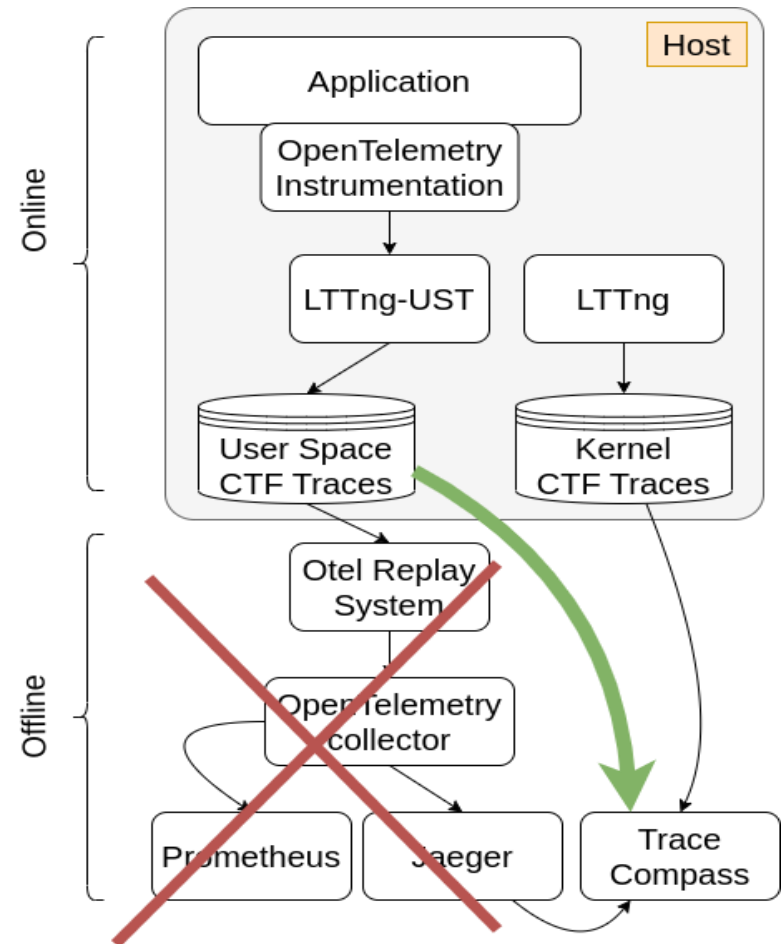 Host
Application
OpenTelemetry
Instrumentation
Online
LTTng-UST
LTTng
User Space
CTF Traces
Kernel
CTF Traces
Otel Replay
System
Offline
OpenTelemetry
collector
Prometheus
Jaeger
Trace
Compass